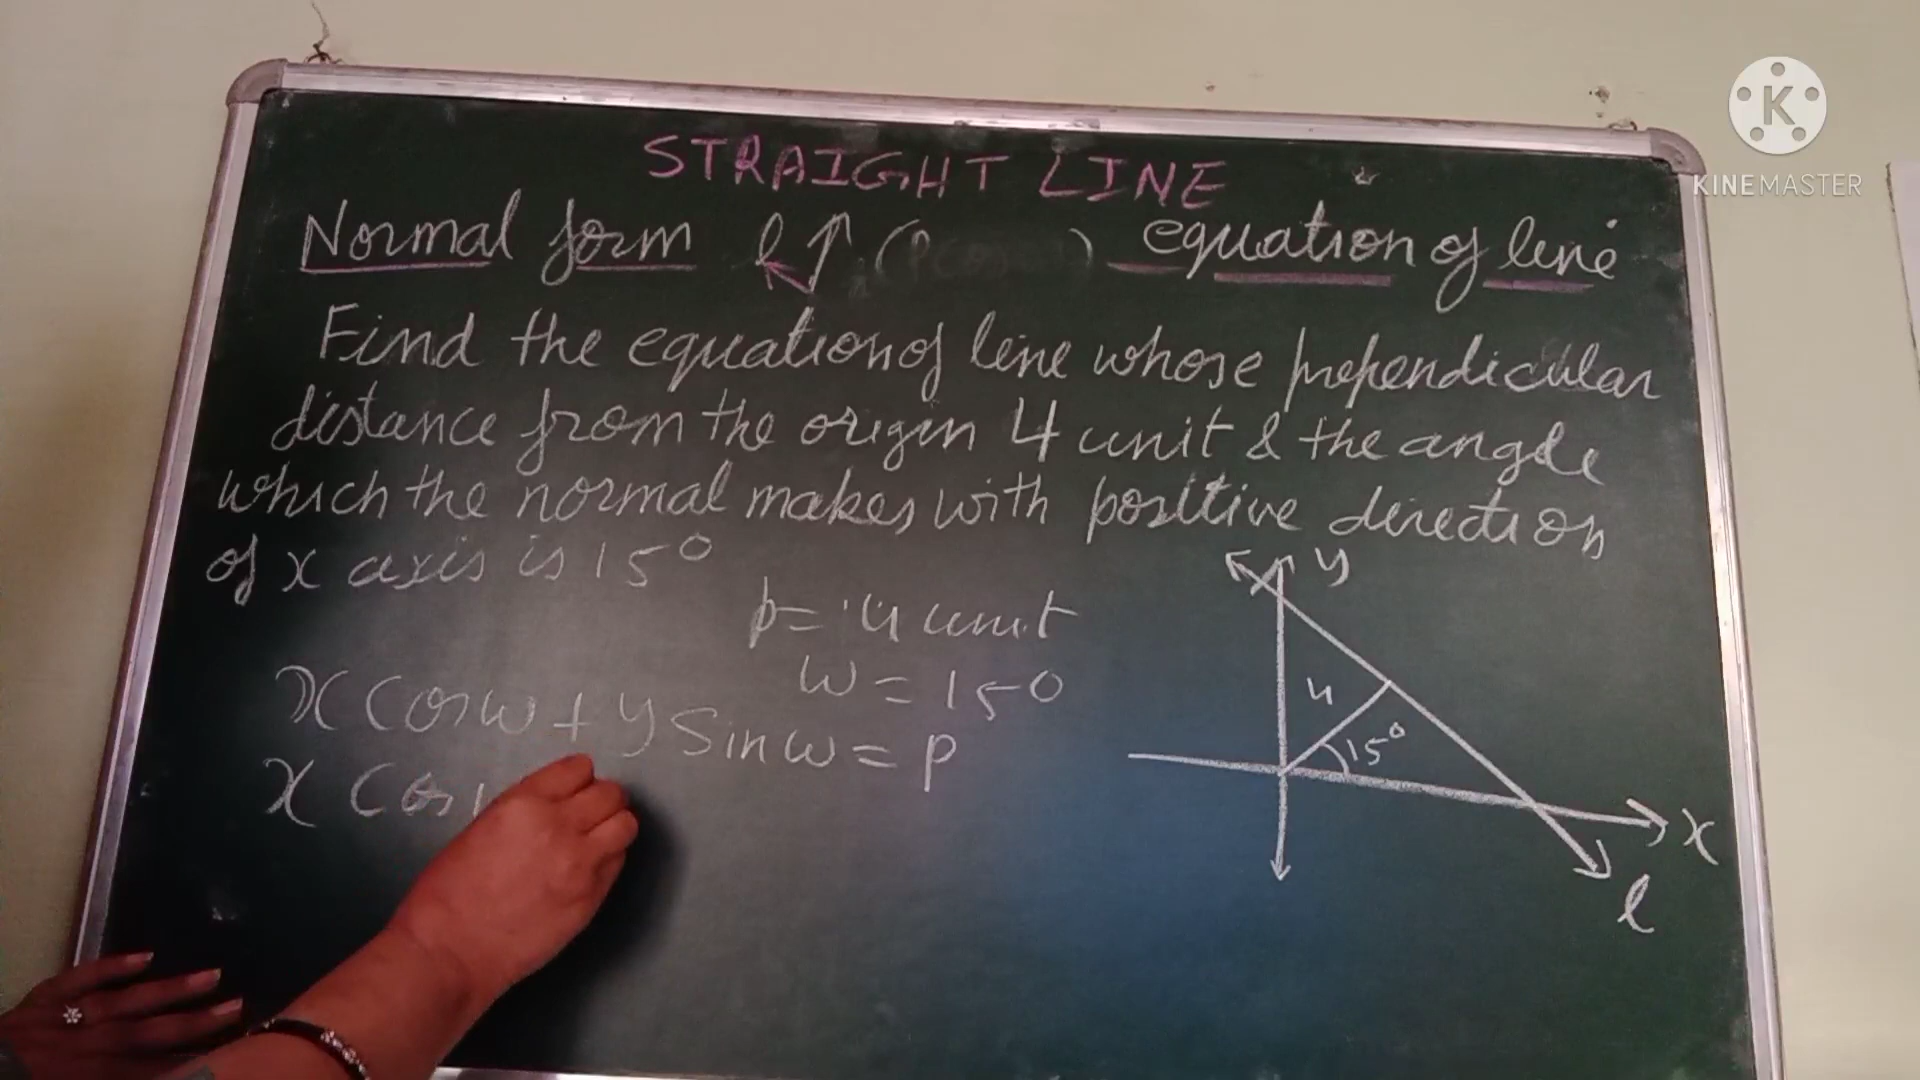 STRAIGHT LINE
Normal form l ( ) equation of line
Find the equation of line whose prependicular
distance from the origin 4 unit & the angle
which the normal makes with positive direction
of x axis is 15°
p = 4 unit
ω = 15°
x Cosω + y Sinω = p
x Cos
y
4
15°
x
l
K
KINEMASTER